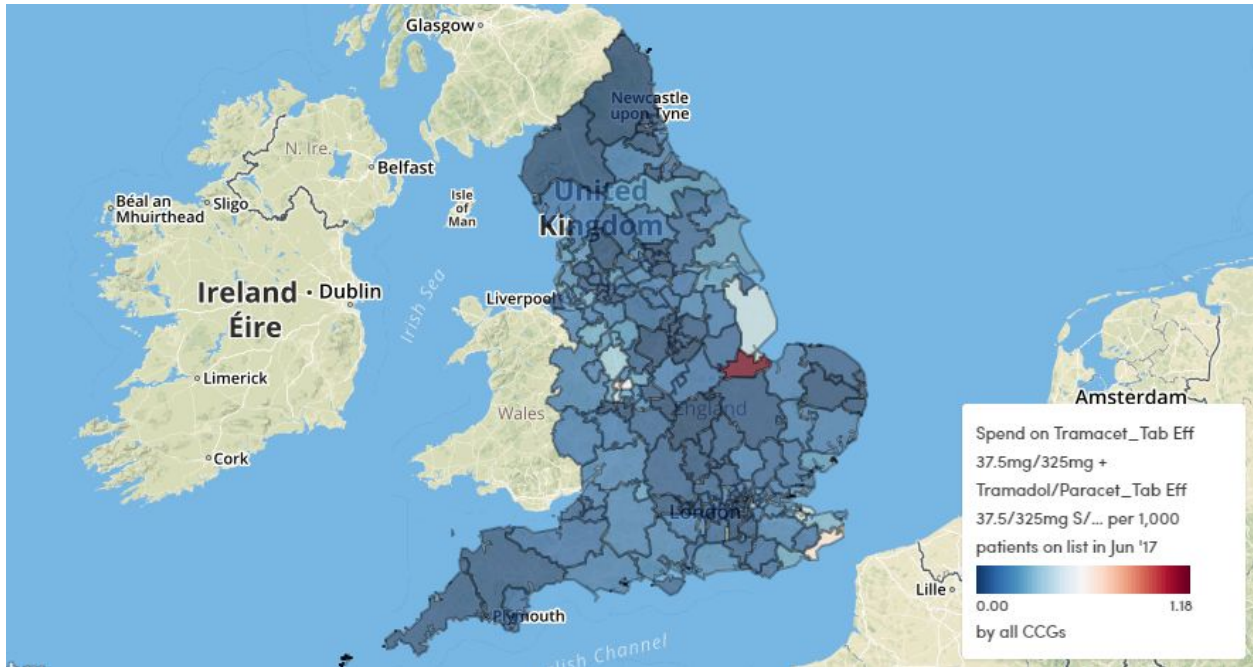 Glasgow
Newcastle
upon Tyne
N. Ire.
Belfast
Béal an
Mhuirthead
Sligo
Isle
of
Man
United
Kingdom
Ireland
Éire
Dublin
Irish Sea
Liverpool
Limerick
Wales
England
Cork
London
Plymouth
Amsterdam
Lille
Spend on Tramacet_Tab Eff
37.5mg/325mg +
Tramadol/Paracet_Tab Eff
37.5/325mg S/... per 1,000
patients on list in Jun '17
0.00
1.18
by all CCGs
lish Channel